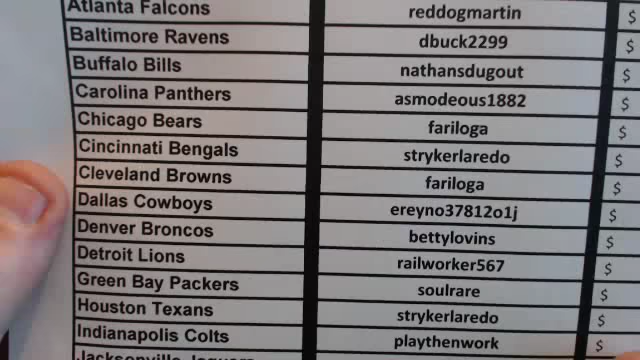 Atlanta Falcons reddogmartin $
Baltimore Ravens dbuck2299 $
Buffalo Bills nathansdugout $
Carolina Panthers asmodeous1882 $
Chicago Bears fariloga $
Cincinnati Bengals strykerlaredo $
Cleveland Browns fariloga $
Dallas Cowboys ereyno37812o1j $
Denver Broncos bettylovins $
Detroit Lions railworker567 $
Green Bay Packers soulrare $
Houston Texans strykerlaredo $
Indianapolis Colts playthenwork $
Jacksonville Jaguars